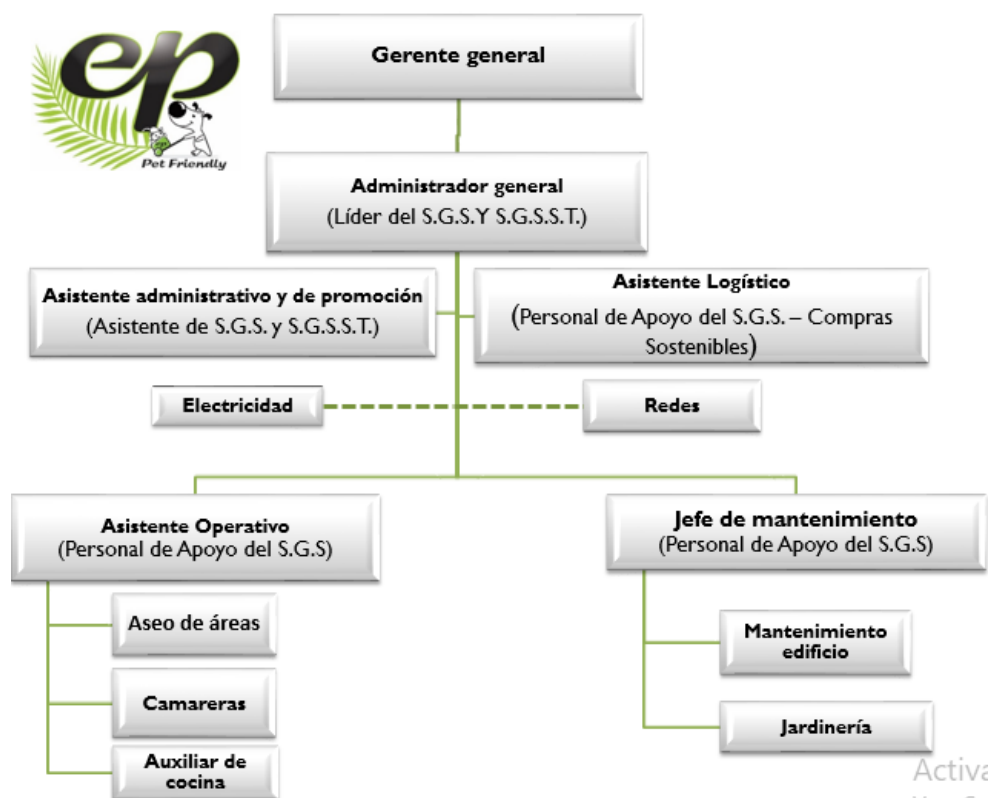 ep
Pet Friendly
Gerente general
Administrador general
(Líder del S.G.S.Y S.G.S.S.T.)
Asistente administrativo y de promoción
(Asistente de S.G.S. y S.G.S.S.T.)
Asistente Logístico
(Personal de Apoyo del S.G.S. – Compras
Sostenibles)
Electricidad
Redes
Asistente Operativo
(Personal de Apoyo del S.G.S)
Jefe de mantenimiento
(Personal de Apoyo del S.G.S)
Aseo de áreas
Camareras
Auxiliar de
cocina
Mantenimiento
edificio
Jardinería
Activa